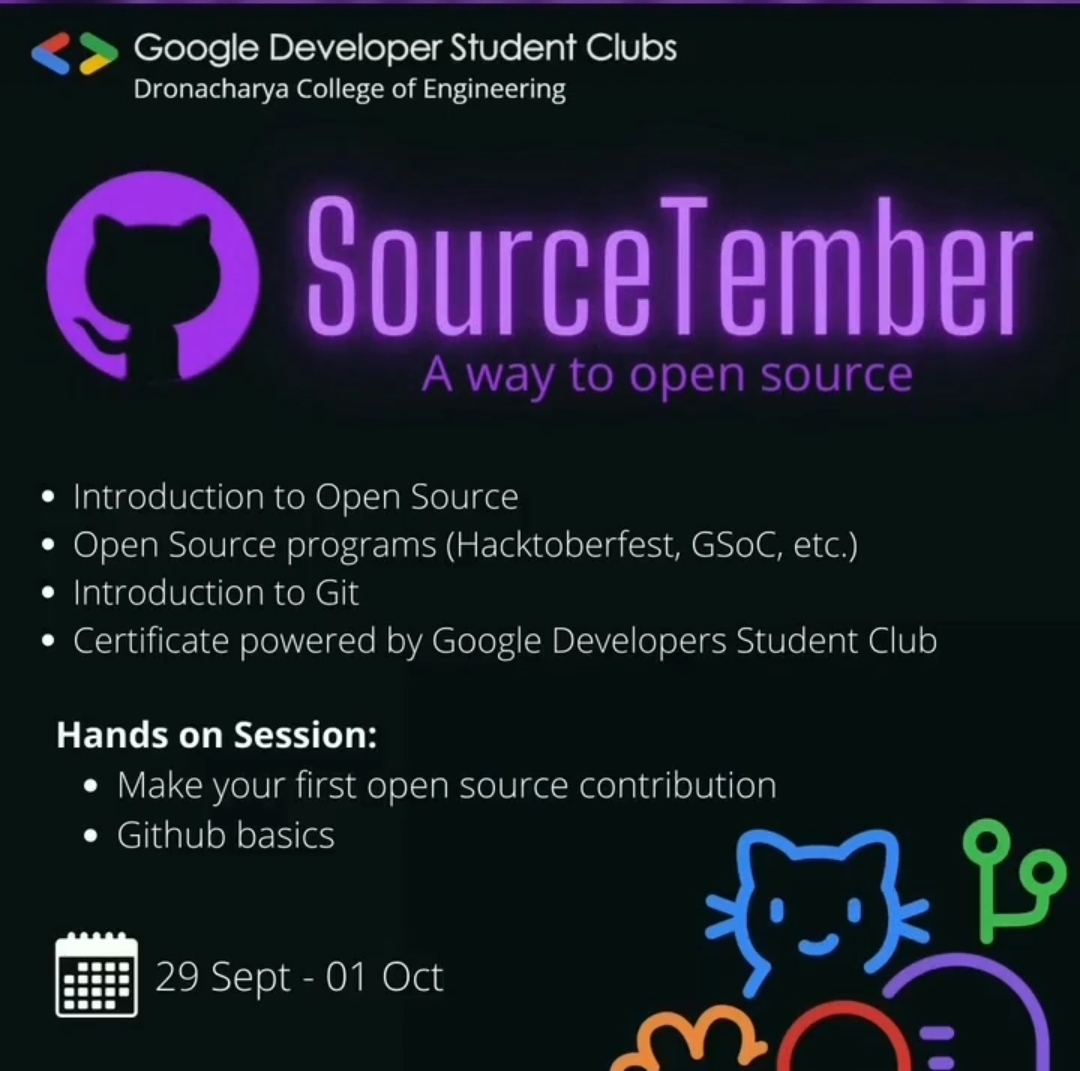 Google Developer Student Clubs
Dronacharya College of Engineering
SourceTember
A way to open source
• Introduction to Open Source
• Open Source programs (Hacktoberfest, GSoC, etc.)
• Introduction to Git
• Certificate powered by Google Developers Student Club
Hands on Session:
• Make your first open source contribution
• Github basics
29 Sept - 01 Oct